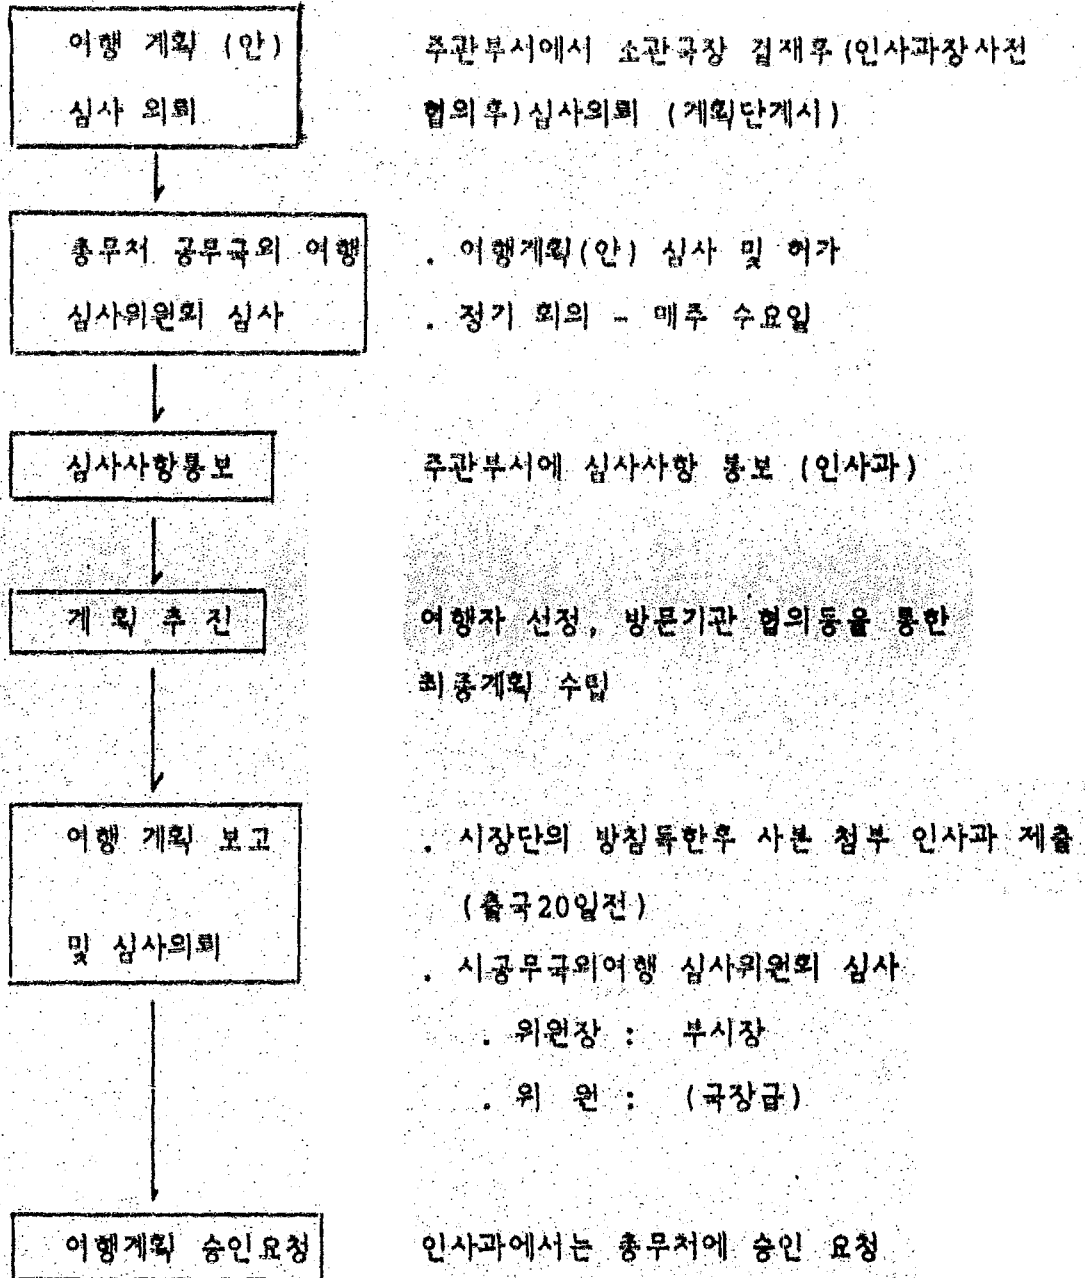 여행 계획 (안)
심사 의뢰
주관부서에서 소관국장 결재후 (인사과장사전
협의후) 심사의뢰 (계획단계시)
총무처 공무국외 여행
심사위원회 심사
. 여행계획(안) 심사 및 허가
. 정기 회의 - 매주 수요일
심사사항통보
주관부서에 심사사항 통보 (인사과)
계 획 추 진
여행자 선정, 방문기관 협의등을 통한
최종계획 수립
여행 계획 보고
및 심사의뢰
. 시장단의 방침득한후 사본 첨부 인사과 제출
(출국20일전)
. 시공무국외여행 심사위원회 심사
. 위원장 : 부시장
. 위 원 : (국장급)
여행계획 승인요청
인사과에서는 총무처에 승인 요청